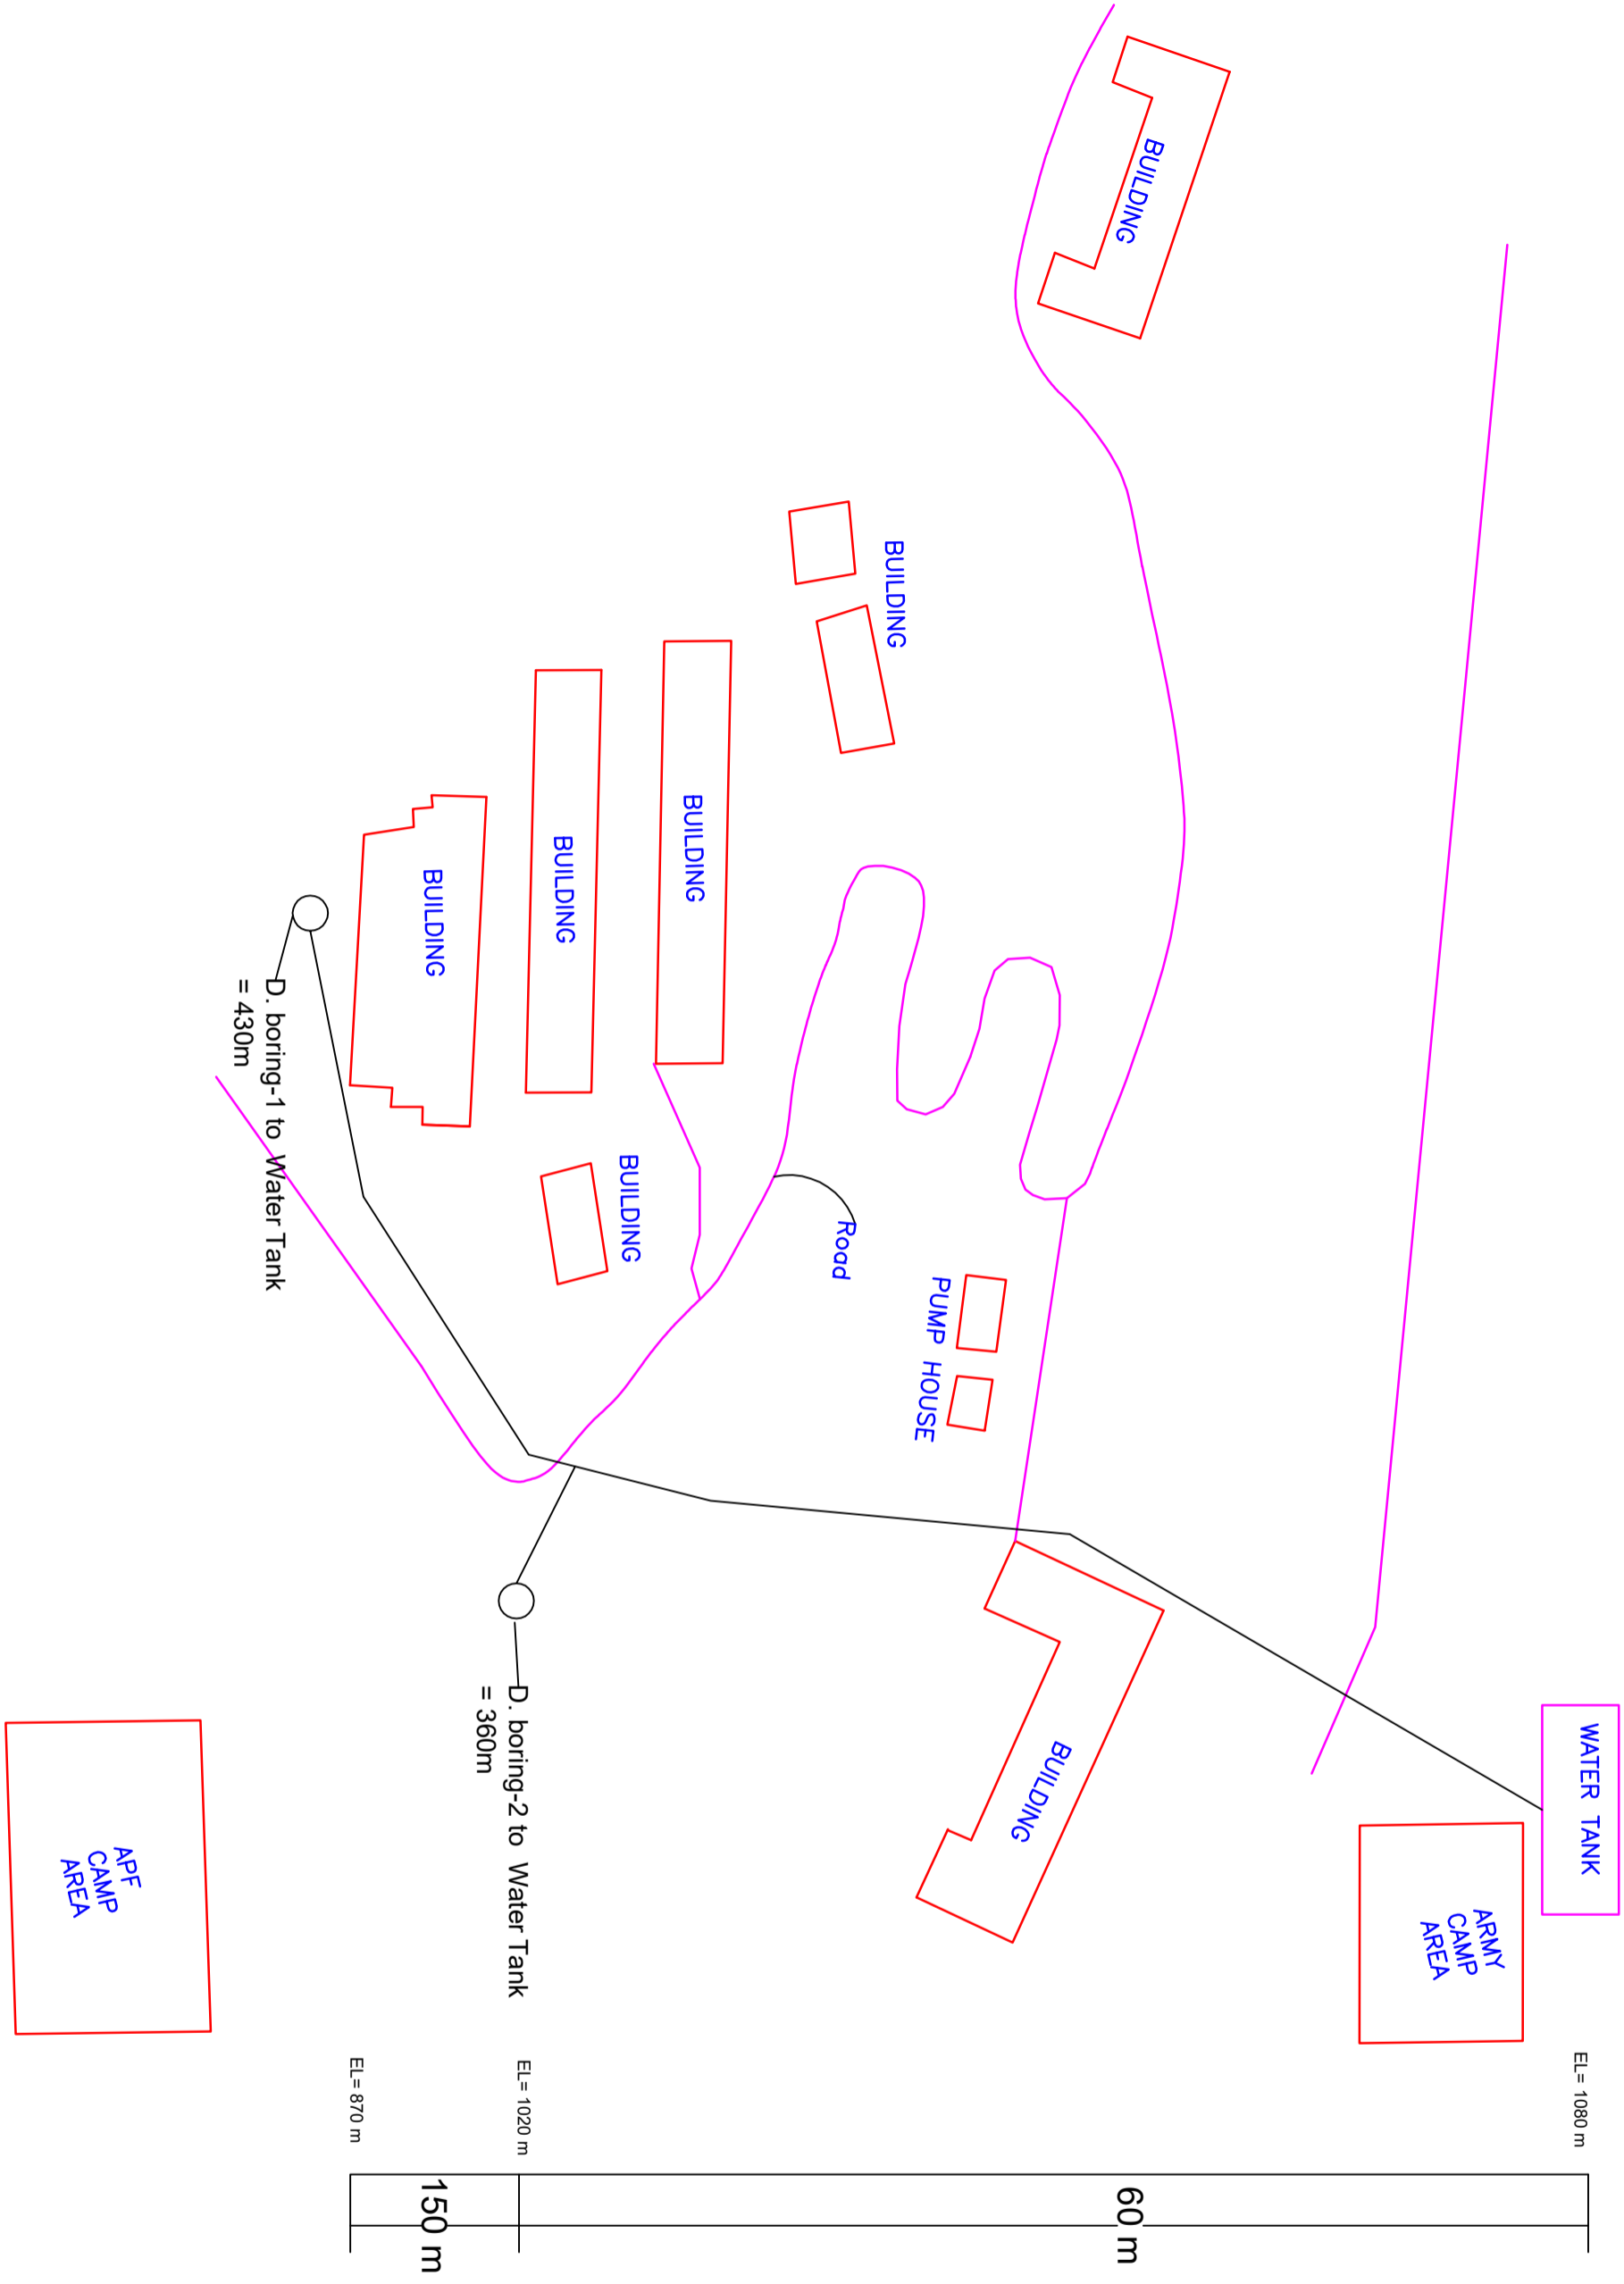 BUILDING
BUILDING
BUILDING
BUILDING
BUILDING
D. boring-1 to Water Tank
= 430m
BUILDING
Road
PUMP HOUSE
D. boring-2 to Water Tank
= 360m
BUILDING
WATER TANK
ARMY
CAMP
AREA
APF
CAMP
AREA
EL= 1080 m
EL= 1020 m
EL= 870 m
60 m
150 m